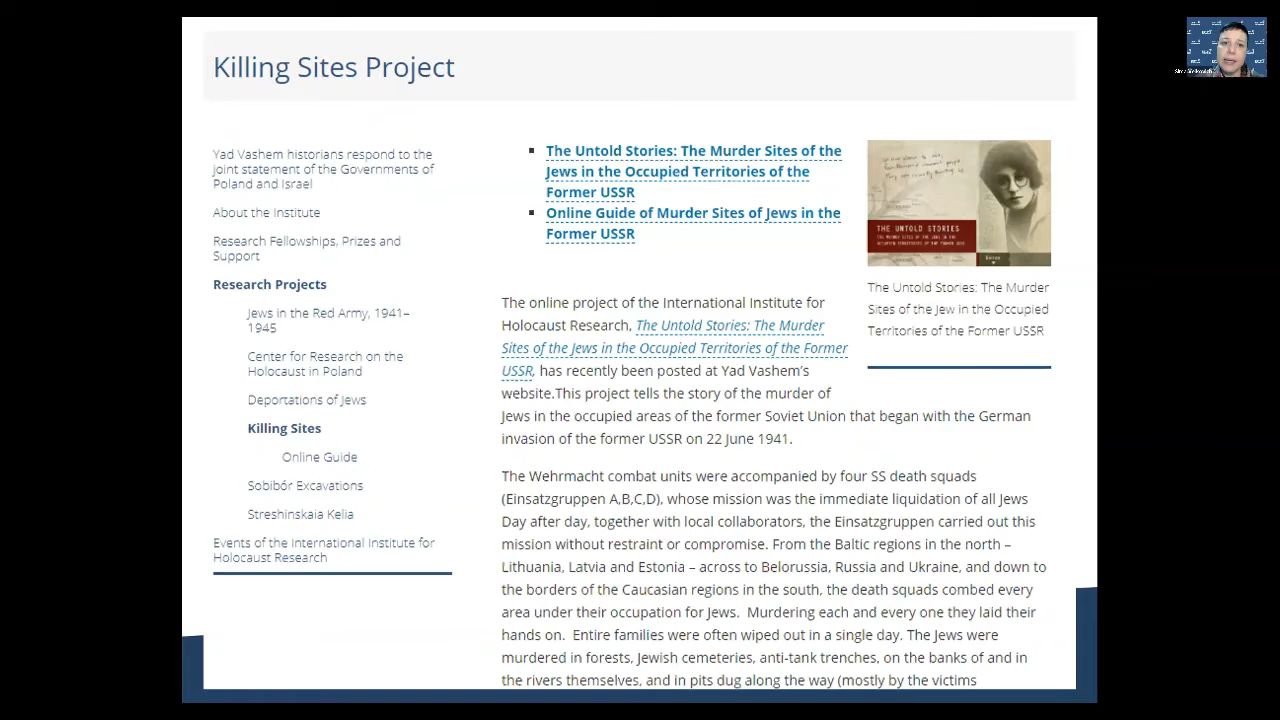 Killing Sites Project
Yad Vashem historians respond to the
joint statement of the Governments of
Poland and Israel
About the Institute
Research Fellowships, Prizes and
Support
Research Projects
Jews in the Red Army, 1941–
1945
Center for Research on the
Holocaust in Poland
Deportations of Jews
Killing Sites
Online Guide
Sobibór Excavations
Streshinskaia Kelia
Events of the International Institute for
Holocaust Research
▪ The Untold Stories: The Murder Sites of the
Jews in the Occupied Territories of the
Former USSR
▪ Online Guide of Murder Sites of Jews in the
Former USSR
THE UNTOLD STORIES
THE MURDER SITES OF THE JEWS IN THE
OCCUPIED TERRITORIES OF THE FORMER USSR
Enter
The Untold Stories: The Murder
Sites of the Jew in the Occupied
Territories of the Former USSR
The online project of the International Institute for
Holocaust Research, The Untold Stories: The Murder
Sites of the Jews in the Occupied Territories of the Former
USSR, has recently been posted at Yad Vashem’s
website.This project tells the story of the murder of
Jews in the occupied areas of the former Soviet Union that began with the German
invasion of the former USSR on 22 June 1941.
The Wehrmacht combat units were accompanied by four SS death squads
(Einsatzgruppen A,B,C,D), whose mission was the immediate liquidation of all Jews
Day after day, together with local collaborators, the Einsatzgruppen carried out this
mission without restraint or compromise. From the Baltic regions in the north –
Lithuania, Latvia and Estonia – across to Belorussia, Russia and Ukraine, and down to
the borders of the Caucasian regions in the south, the death squads combed every
area under their occupation for Jews. Murdering each and every one they laid their
hands on. Entire families were often wiped out in a single day. The Jews were
murdered in forests, Jewish cemeteries, anti-tank trenches, on the banks of and in
the rivers themselves, and in pits dug along the way (mostly by the victims